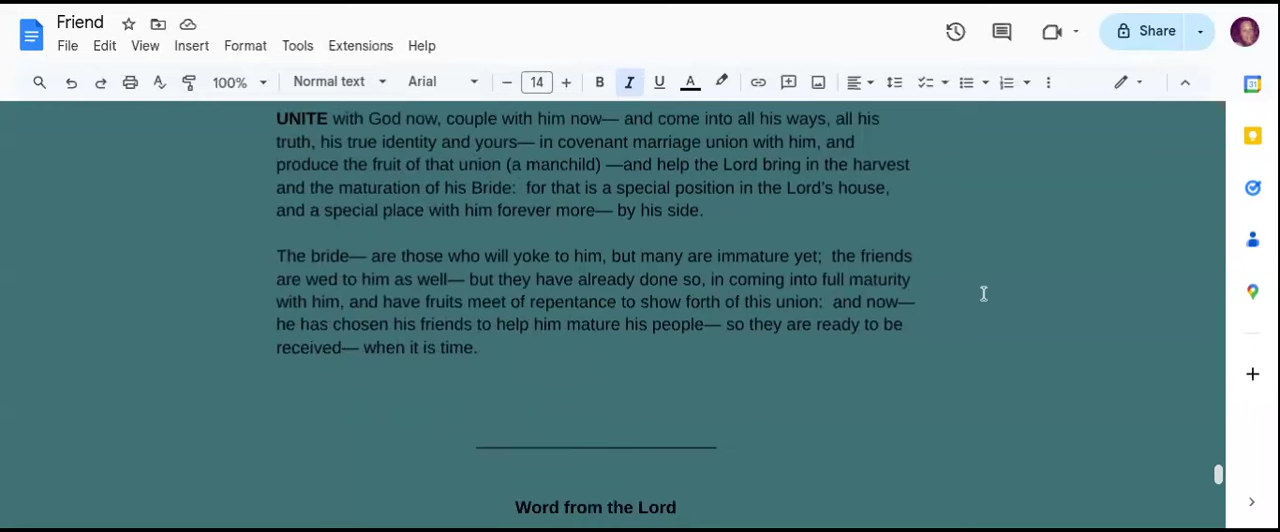 Friend
File Edit View Insert Format Tools Extensions Help
Share
100% Normal text Arial − 14 + B I U A
UNITE with God now, couple with him now— and come into all his ways, all his
truth, his true identity and yours— in covenant marriage union with him, and
produce the fruit of that union (a manchild) —and help the Lord bring in the harvest
and the maturation of his Bride:  for that is a special position in the Lord's house,
and a special place with him forever more— by his side.
The bride— are those who will yoke to him, but many are immature yet;  the friends
are wed to him as well— but they have already done so, in coming into full maturity
with him, and have fruits meet of repentance to show forth of this union:  and now—
he has chosen his friends to help him mature his people— so they are ready to be
received— when it is time.
Word from the Lord